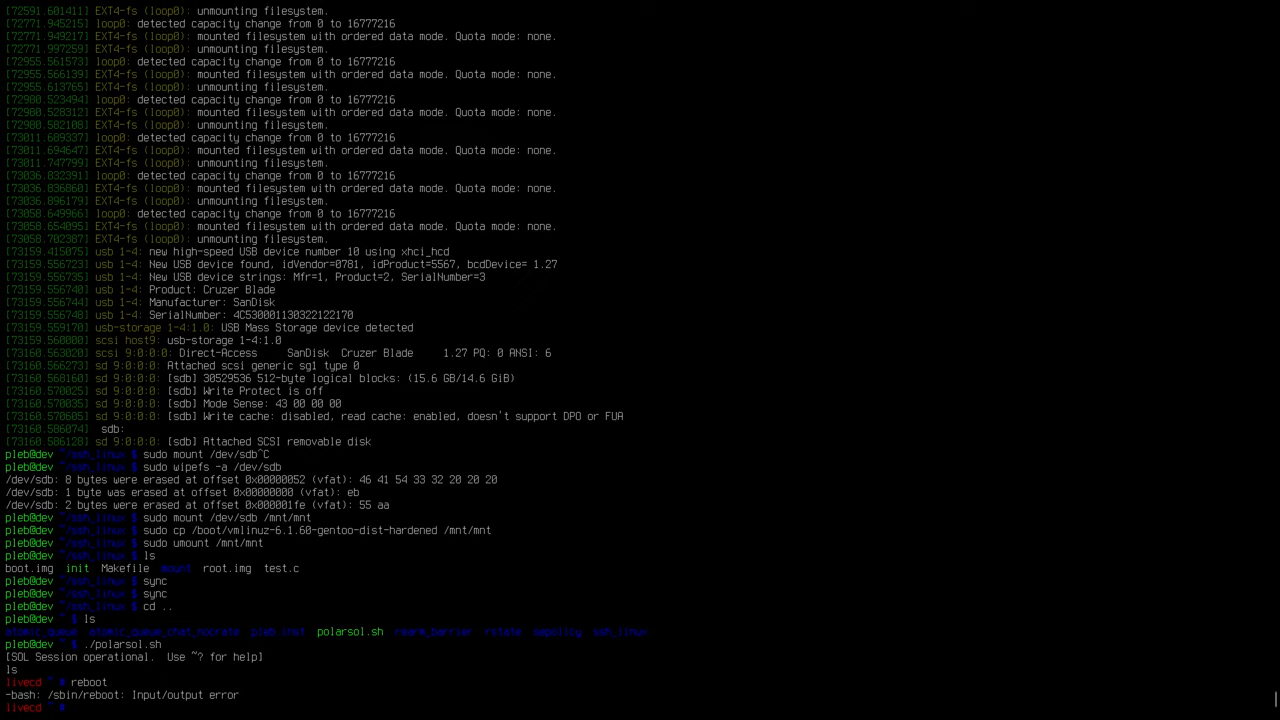 [72591.601411] EXT4-fs (loop0): unmounting filesystem.
[72771.945215] loop0: detected capacity change from 0 to 16777216
[72771.949217] EXT4-fs (loop0): mounted filesystem with ordered data mode. Quota mode: none.
[72771.997259] EXT4-fs (loop0): unmounting filesystem.
[72955.561573] loop0: detected capacity change from 0 to 16777216
[72955.566139] EXT4-fs (loop0): mounted filesystem with ordered data mode. Quota mode: none.
[72955.613765] EXT4-fs (loop0): unmounting filesystem.
[72980.523494] loop0: detected capacity change from 0 to 16777216
[72980.528312] EXT4-fs (loop0): mounted filesystem with ordered data mode. Quota mode: none.
[72980.582108] EXT4-fs (loop0): unmounting filesystem.
[73011.689337] loop0: detected capacity change from 0 to 16777216
[73011.694647] EXT4-fs (loop0): mounted filesystem with ordered data mode. Quota mode: none.
[73011.747799] EXT4-fs (loop0): unmounting filesystem.
[73036.832391] loop0: detected capacity change from 0 to 16777216
[73036.836860] EXT4-fs (loop0): mounted filesystem with ordered data mode. Quota mode: none.
[73036.896179] EXT4-fs (loop0): unmounting filesystem.
[73058.649966] loop0: detected capacity change from 0 to 16777216
[73058.654095] EXT4-fs (loop0): mounted filesystem with ordered data mode. Quota mode: none.
[73058.702387] EXT4-fs (loop0): unmounting filesystem.
[73159.415075] usb 1-4: new high-speed USB device number 10 using xhci_hcd
[73159.556723] usb 1-4: New USB device found, idVendor=0781, idProduct=5567, bcdDevice= 1.27
[73159.556735] usb 1-4: New USB device strings: Mfr=1, Product=2, SerialNumber=3
[73159.556740] usb 1-4: Product: Cruzer Blade
[73159.556744] usb 1-4: Manufacturer: SanDisk
[73159.556748] usb 1-4: SerialNumber: 4C530001130322122170
[73159.559170] usb-storage 1-4:1.0: USB Mass Storage device detected
[73159.560000] scsi host9: usb-storage 1-4:1.0
[73160.563020] scsi 9:0:0:0: Direct-Access     SanDisk  Cruzer Blade     1.27 PQ: 0 ANSI: 6
[73160.566273] sd 9:0:0:0: Attached scsi generic sg1 type 0
[73160.568160] sd 9:0:0:0: [sdb] 30529536 512-byte logical blocks: (15.6 GB/14.6 GiB)
[73160.570025] sd 9:0:0:0: [sdb] Write Protect is off
[73160.570035] sd 9:0:0:0: [sdb] Mode Sense: 43 00 00 00
[73160.570605] sd 9:0:0:0: [sdb] Write cache: disabled, read cache: enabled, doesn't support DPO or FUA
[73160.586074]  sdb:
[73160.586128] sd 9:0:0:0: [sdb] Attached SCSI removable disk
pleb@dev ~/ssh_linux $ sudo mount /dev/sdb^C
pleb@dev ~/ssh_linux $ sudo wipefs -a /dev/sdb
/dev/sdb: 8 bytes were erased at offset 0x00000052 (vfat): 46 41 54 33 32 20 20 20
/dev/sdb: 1 byte was erased at offset 0x00000000 (vfat): eb
/dev/sdb: 2 bytes were erased at offset 0x000001fe (vfat): 55 aa
pleb@dev ~/ssh_linux $ sudo mount /dev/sdb /mnt/mnt
pleb@dev ~/ssh_linux $ sudo cp /boot/vmlinuz-6.1.60-gentoo-dist-hardened /mnt/mnt
pleb@dev ~/ssh_linux $ sudo umount /mnt/mnt
pleb@dev ~/ssh_linux $ ls
boot.img  init  Makefile  mount  root.img  test.c
pleb@dev ~/ssh_linux $ sync
pleb@dev ~/ssh_linux $ sync
pleb@dev ~/ssh_linux $ cd ..
pleb@dev ~ $ ls
atomic_queue  atomic_queue_chat_nocrate  pleb_inst  polarsol.sh  rearm_barrier  rstate  sepolicy  ssh_linux
pleb@dev ~ $ ./polarsol.sh
[SOL Session operational.  Use ~? for help]
ls
livecd ~ # reboot
-bash: /sbin/reboot: Input/output error
livecd ~ #